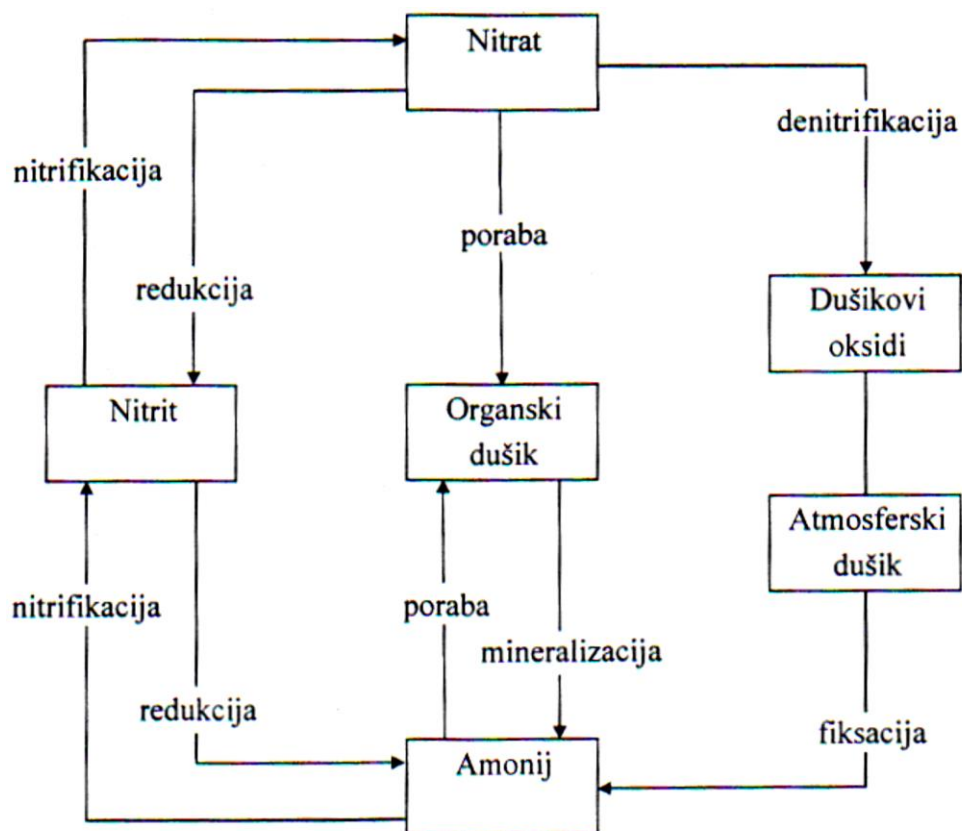 Nitrat
denitrifikacija
nitrifikacija
poraba
redukcija
Dušikovi
oksidi
Nitrit
Organski
dušik
Atmosferski
dušik
nitrifikacija
poraba
mineralizacija
redukcija
fiksacija
Amonij